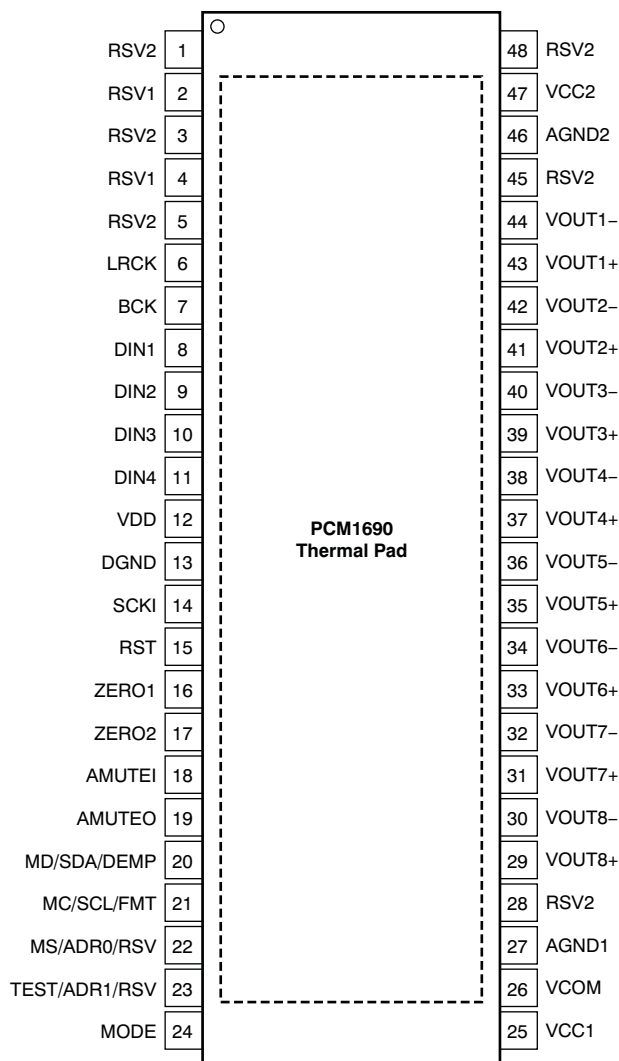 RSV2 1
RSV1 2
RSV2 3
RSV1 4
RSV2 5
LRCK 6
BCK 7
DIN1 8
DIN2 9
DIN3 10
DIN4 11
VDD 12
DGND 13
SCKI 14
RST 15
ZERO1 16
ZERO2 17
AMUTEI 18
AMUTEO 19
MD/SDA/DEMP 20
MC/SCL/FMT 21
MS/ADR0/RSV 22
TEST/ADR1/RSV 23
MODE 24
PCM1690
Thermal Pad
48 RSV2
47 VCC2
46 AGND2
45 RSV2
44 VOUT1−
43 VOUT1+
42 VOUT2−
41 VOUT2+
40 VOUT3−
39 VOUT3+
38 VOUT4−
37 VOUT4+
36 VOUT5−
35 VOUT5+
34 VOUT6−
33 VOUT6+
32 VOUT7−
31 VOUT7+
30 VOUT8−
29 VOUT8+
28 RSV2
27 AGND1
26 VCOM
25 VCC1